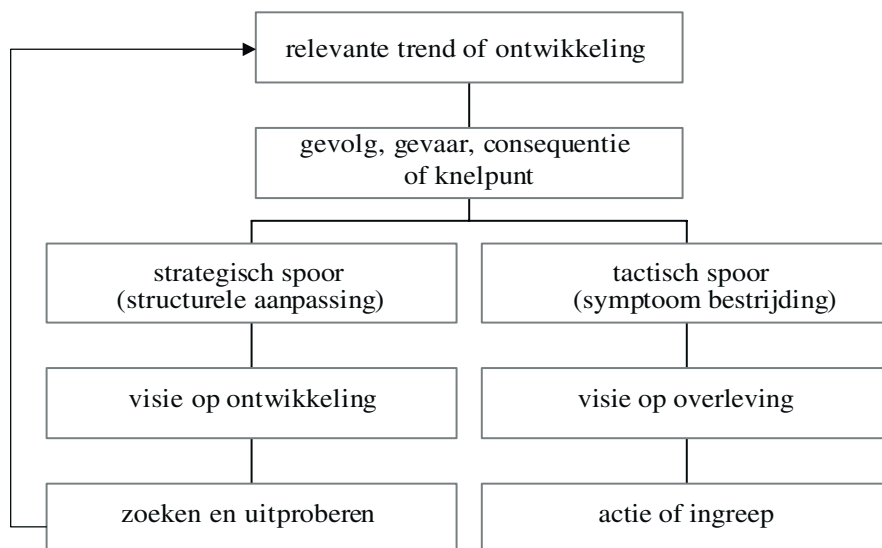 relevante trend of ontwikkeling
gevolg, gevaar, consequentie
of knelpunt
strategisch spoor
(structurele aanpassing)
tactisch spoor
(symptoom bestrijding)
visie op ontwikkeling
visie op overleving
zoeken en uitproberen
actie of ingreep